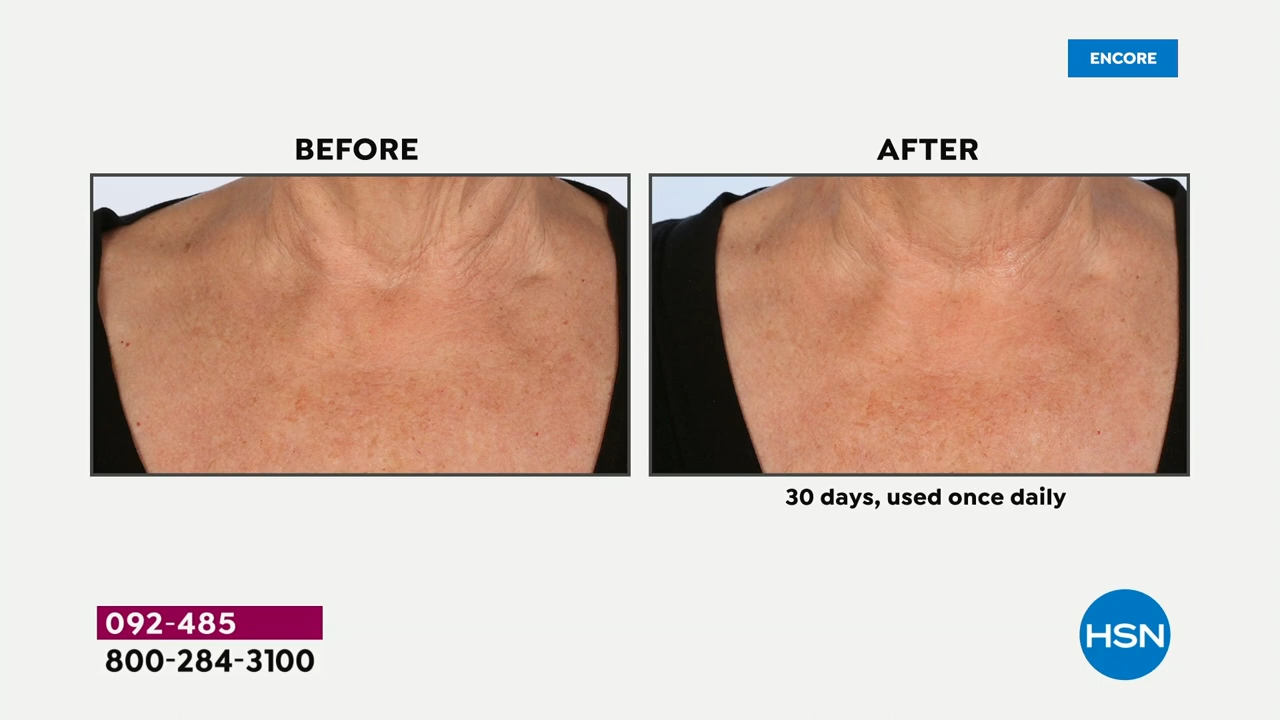 ENCORE
BEFORE
AFTER
30 days, used once daily
092-485
800-284-3100
HSN